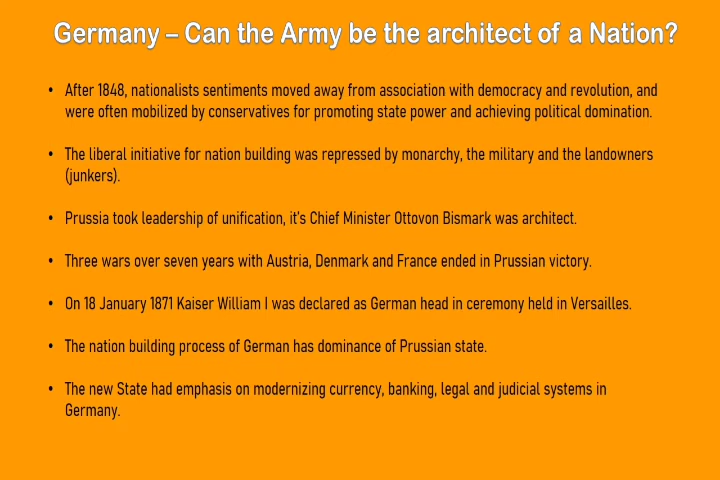 Germany – Can the Army be the architect of a Nation?
• After 1848, nationalists sentiments moved away from association with democracy and revolution, and
were often mobilized by conservatives for promoting state power and achieving political domination.
• The liberal initiative for nation building was repressed by monarchy, the military and the landowners
(junkers).
• Prussia took leadership of unification, it's Chief Minister Ottovon Bismark was architect.
• Three wars over seven years with Austria, Denmark and France ended in Prussian victory.
• On 18 January 1871 Kaiser William I was declared as German head in ceremony held in Versailles.
• The nation building process of German has dominance of Prussian state.
• The new State had emphasis on modernizing currency, banking, legal and judicial systems in
Germany.